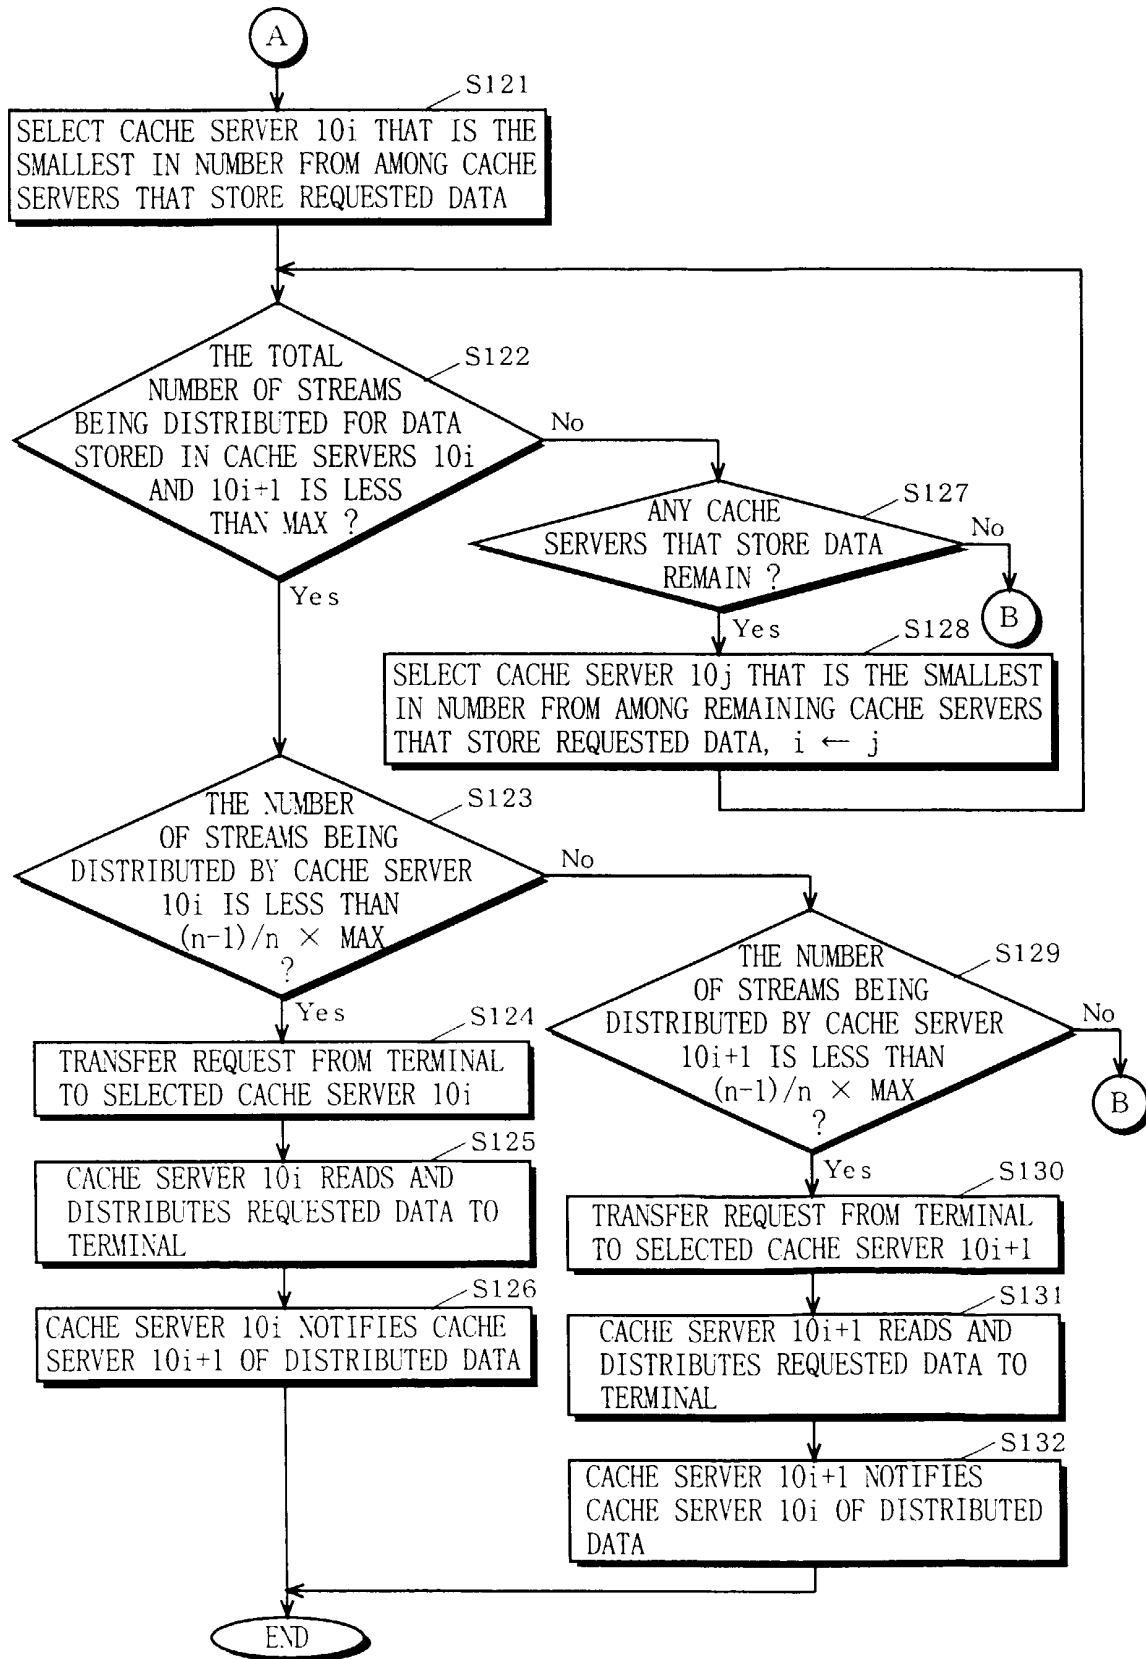 A
S121
SELECT CACHE SERVER 10i THAT IS THE
SMALLEST IN NUMBER FROM AMONG CACHE
SERVERS THAT STORE REQUESTED DATA
S122
THE TOTAL
NUMBER OF STREAMS
BEING DISTRIBUTED FOR DATA
STORED IN CACHE SERVERS 10i
AND 10i+1 IS LESS
THAN MAX ?
No
Yes
S127
ANY CACHE
SERVERS THAT STORE DATA
REMAIN ?
No
B
Yes
S128
SELECT CACHE SERVER 10j THAT IS THE SMALLEST
IN NUMBER FROM AMONG REMAINING CACHE SERVERS
THAT STORE REQUESTED DATA, i ← j
S123
THE NUMBER
OF STREAMS BEING
DISTRIBUTED BY CACHE SERVER
10i IS LESS THAN
(n-1)/n × MAX
?
No
Yes
S124
TRANSFER REQUEST FROM TERMINAL
TO SELECTED CACHE SERVER 10i
S125
CACHE SERVER 10i READS AND
DISTRIBUTES REQUESTED DATA TO
TERMINAL
S126
CACHE SERVER 10i NOTIFIES CACHE
SERVER 10i+1 OF DISTRIBUTED DATA
S129
THE NUMBER
OF STREAMS BEING
DISTRIBUTED BY CACHE SERVER
10i+1 IS LESS THAN
(n-1)/n × MAX
?
No
B
Yes
S130
TRANSFER REQUEST FROM TERMINAL
TO SELECTED CACHE SERVER 10i+1
S131
CACHE SERVER 10i+1 READS AND
DISTRIBUTES REQUESTED DATA TO
TERMINAL
S132
CACHE SERVER 10i+1 NOTIFIES
CACHE SERVER 10i OF DISTRIBUTED
DATA
END